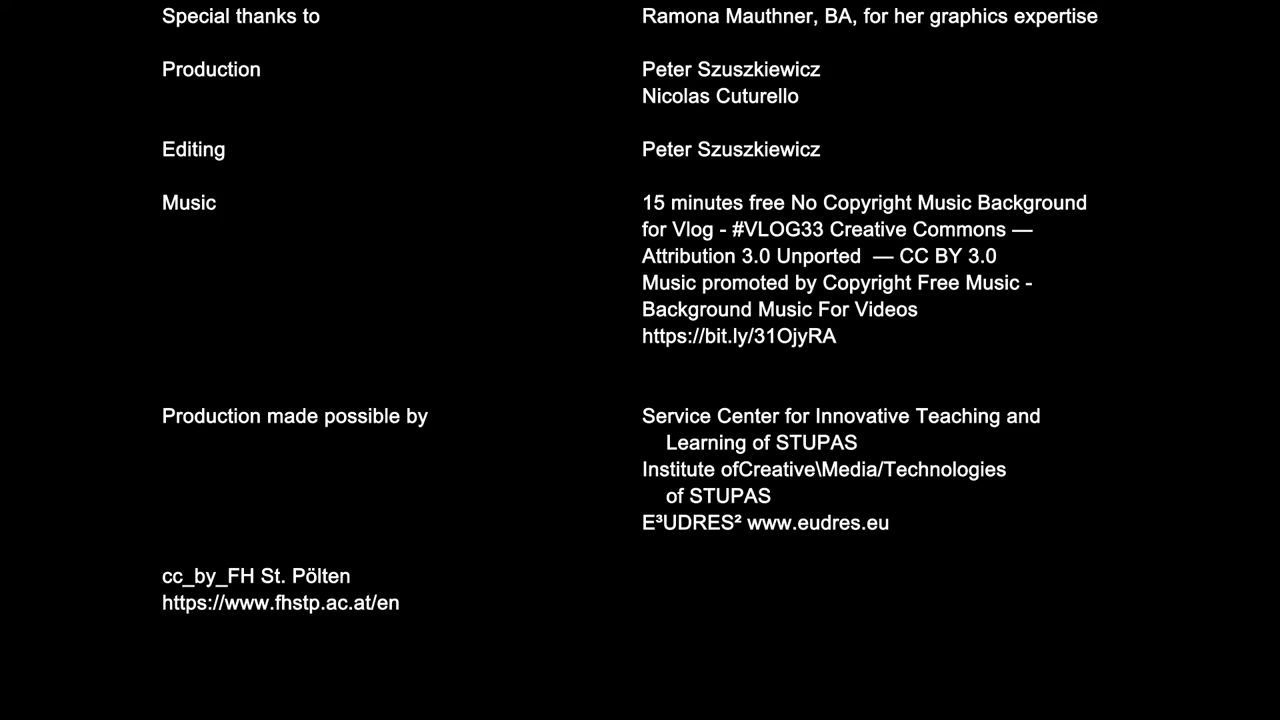 Special thanks to
Ramona Mauthner, BA, for her graphics expertise
Production
Peter Szuszkiewicz
Nicolas Cuturello
Editing
Peter Szuszkiewicz
Music
15 minutes free No Copyright Music Background
for Vlog - #VLOG33 Creative Commons —
Attribution 3.0 Unported — CC BY 3.0
Music promoted by Copyright Free Music -
Background Music For Videos
https://bit.ly/31OjyRA
Production made possible by
Service Center for Innovative Teaching and
Learning of STUPAS
Institute ofCreative\Media/Technologies
of STUPAS
E³UDRES² www.eudres.eu
cc_by_FH St. Pölten
https://www.fhstp.ac.at/en